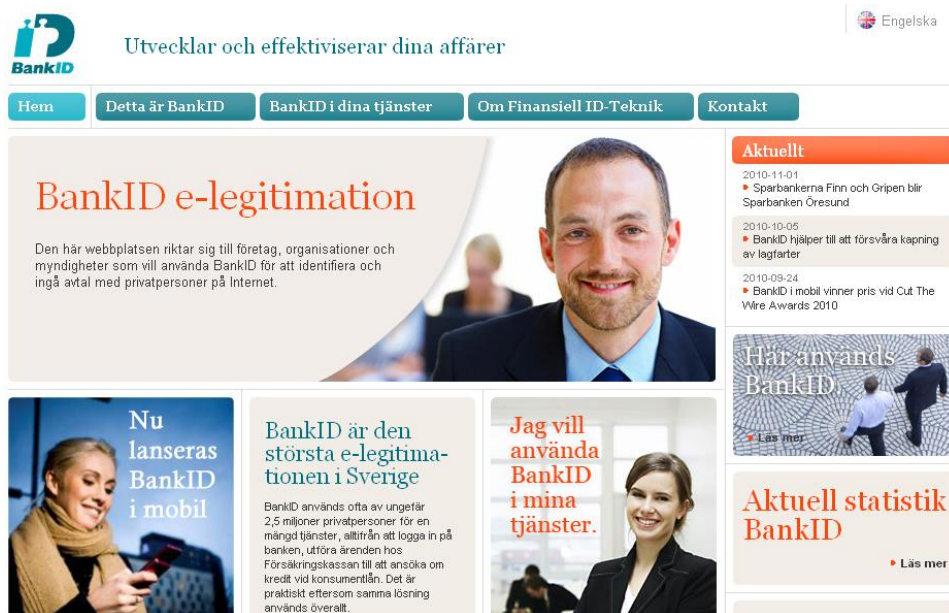 BankID
Utvecklar och effektiviserar dina affärer
Engelska
Hem
Detta är BankID
BankID i dina tjänster
Om Finansiell ID-Teknik
Kontakt
BankID e-legitimation
Den här webbplatsen riktar sig till företag, organisationer och
myndigheter som vill använda BankID för att identifiera och
ingå avtal med privatpersoner på Internet.
Aktuellt
2010-11-01
Sparbankerna Finn och Gripen blir
Sparbanken Öresund
2010-10-05
BankID hjälper till att försvåra kapning
av lagfarter
2010-09-24
BankID i mobil vinner pris vid Cut The
Wire Awards 2010
Här används
BankID
Läs mer
Nu
lanseras
BankID
i mobil
BankID är den
största e-legitima-
tionen i Sverige
BankID används ofta av ungefär
2,5 miljoner privatpersoner för en
mängd tjänster, alltifrån att logga in på
banken, utföra ärenden hos
Försäkringskassan till att ansöka om
kredit vid konsumentlån. Det är
praktiskt eftersom samma lösning
används överallt.
Jag vill
använda
BankID
i mina
tjänster.
Aktuell statistik
BankID
Läs mer